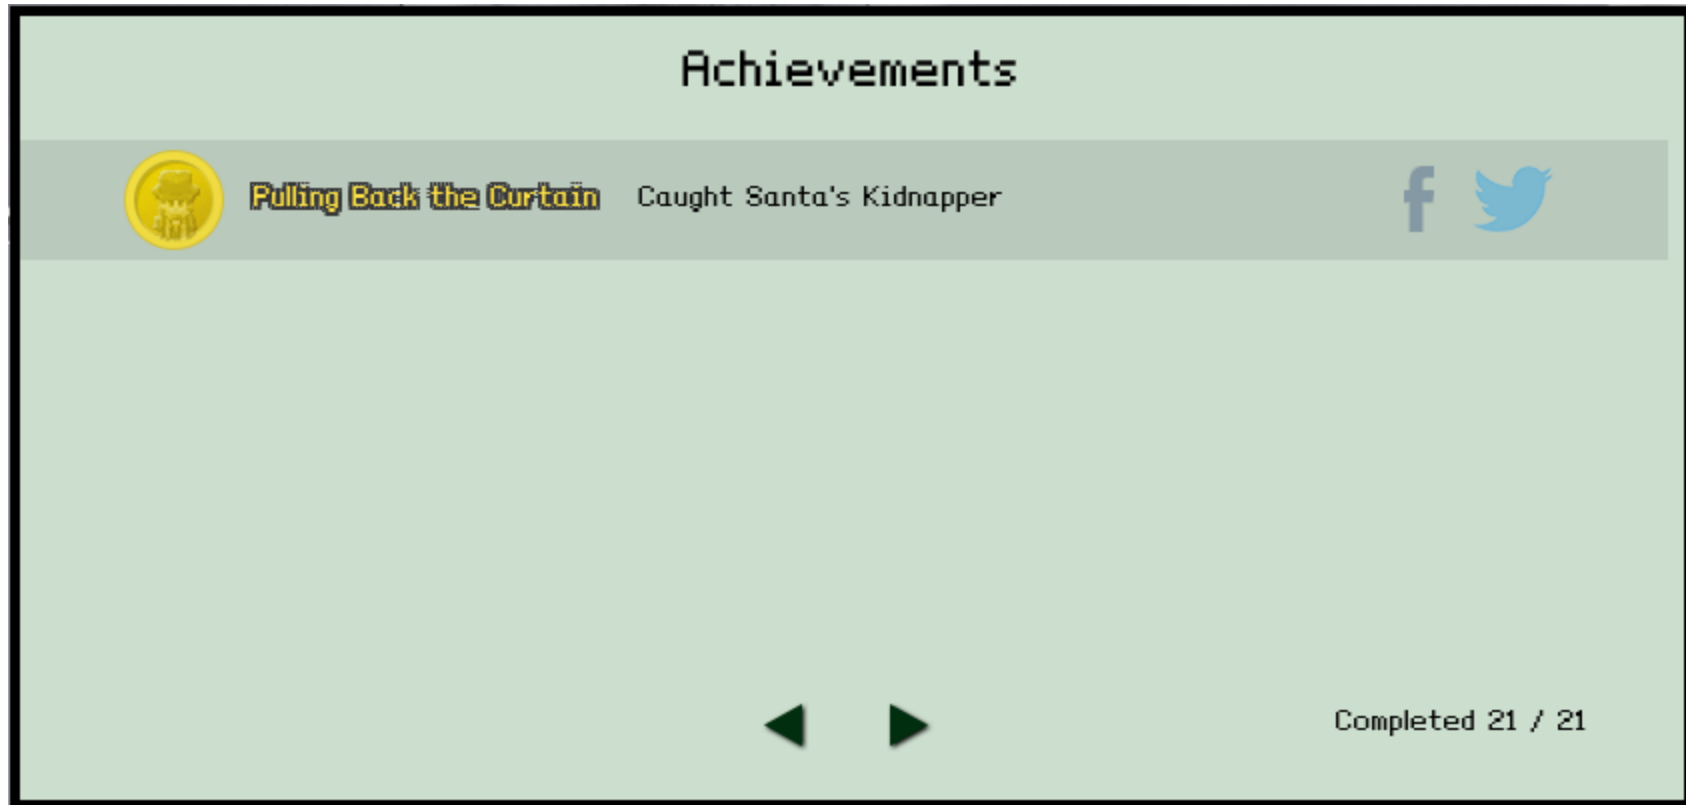 Achievements
Pulling Back the Curtain Caught Santa's Kidnapper
Completed 21 / 21